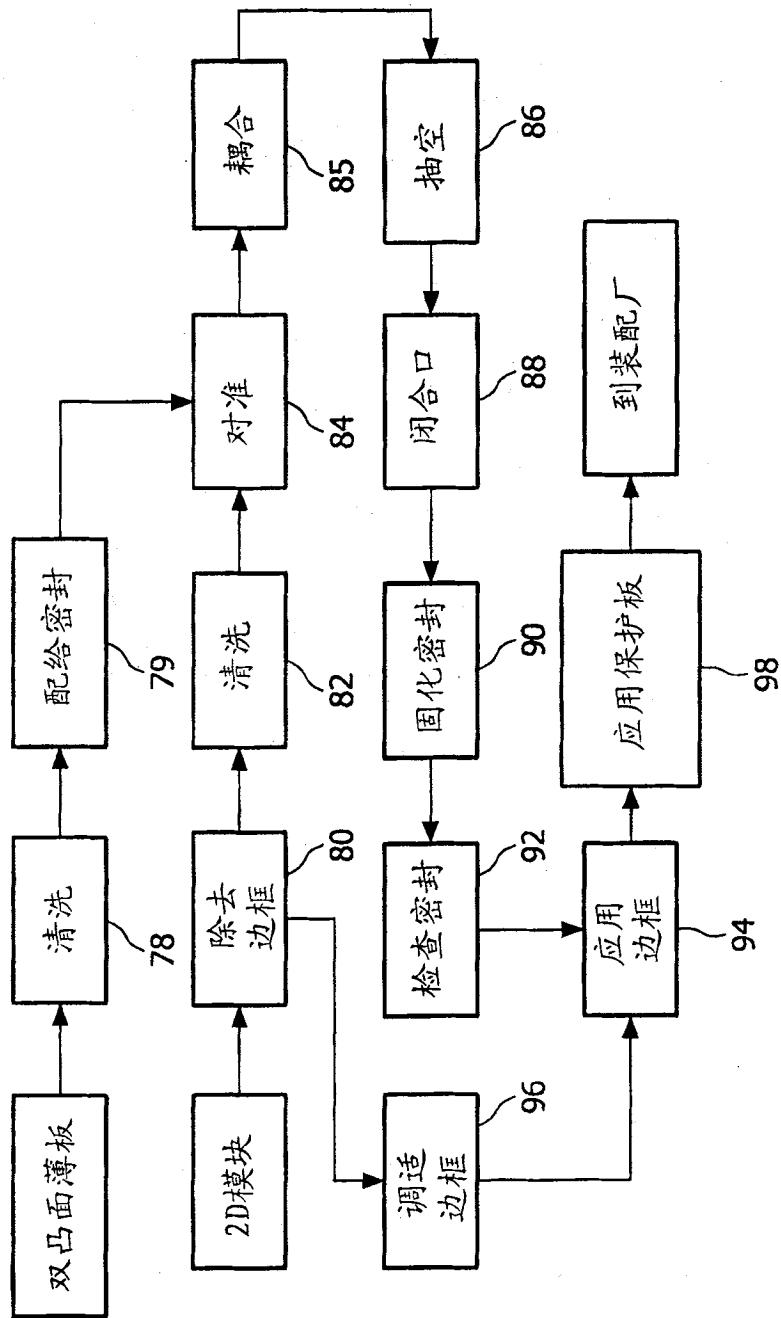 双凸面薄板
清洗
78
配给密封
79
2D模块
除去
边框
80
清洗
82
对准
84
耦合
85
调适
边框
96
检查密封
92
固化密封
90
闭合口
88
抽空
86
应用
边框
94
应用保护板
98
到装配厂